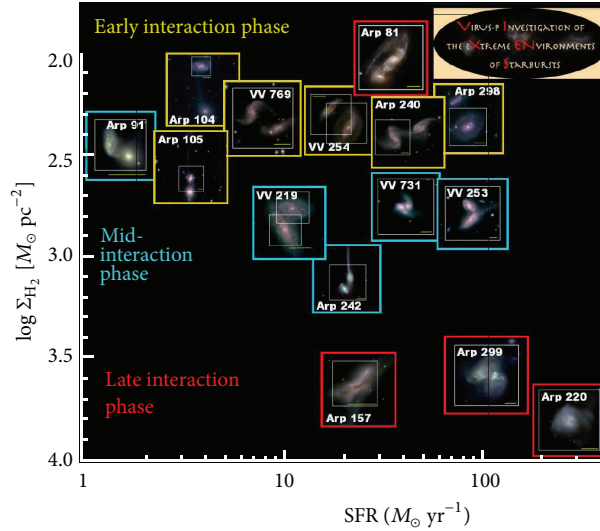 Early interaction phase
VIRUS-P INVESTIGATION OF
THE EXTREME ENVIRONMENTS
OF STARBURSTS
Arp 81
Arp 104
VV 769
VV 254
Arp 240
Arp 298
Arp 91
Arp 105
VV 219
VV 731
VV 253
Mid-
interaction
phase
Arp 242
Late interaction
phase
Arp 157
Arp 299
Arp 220
log Σ_H₂ [M⊙ pc⁻²]
2.0
2.5
3.0
3.5
4.0
1
10
100
SFR (M⊙ yr⁻¹)